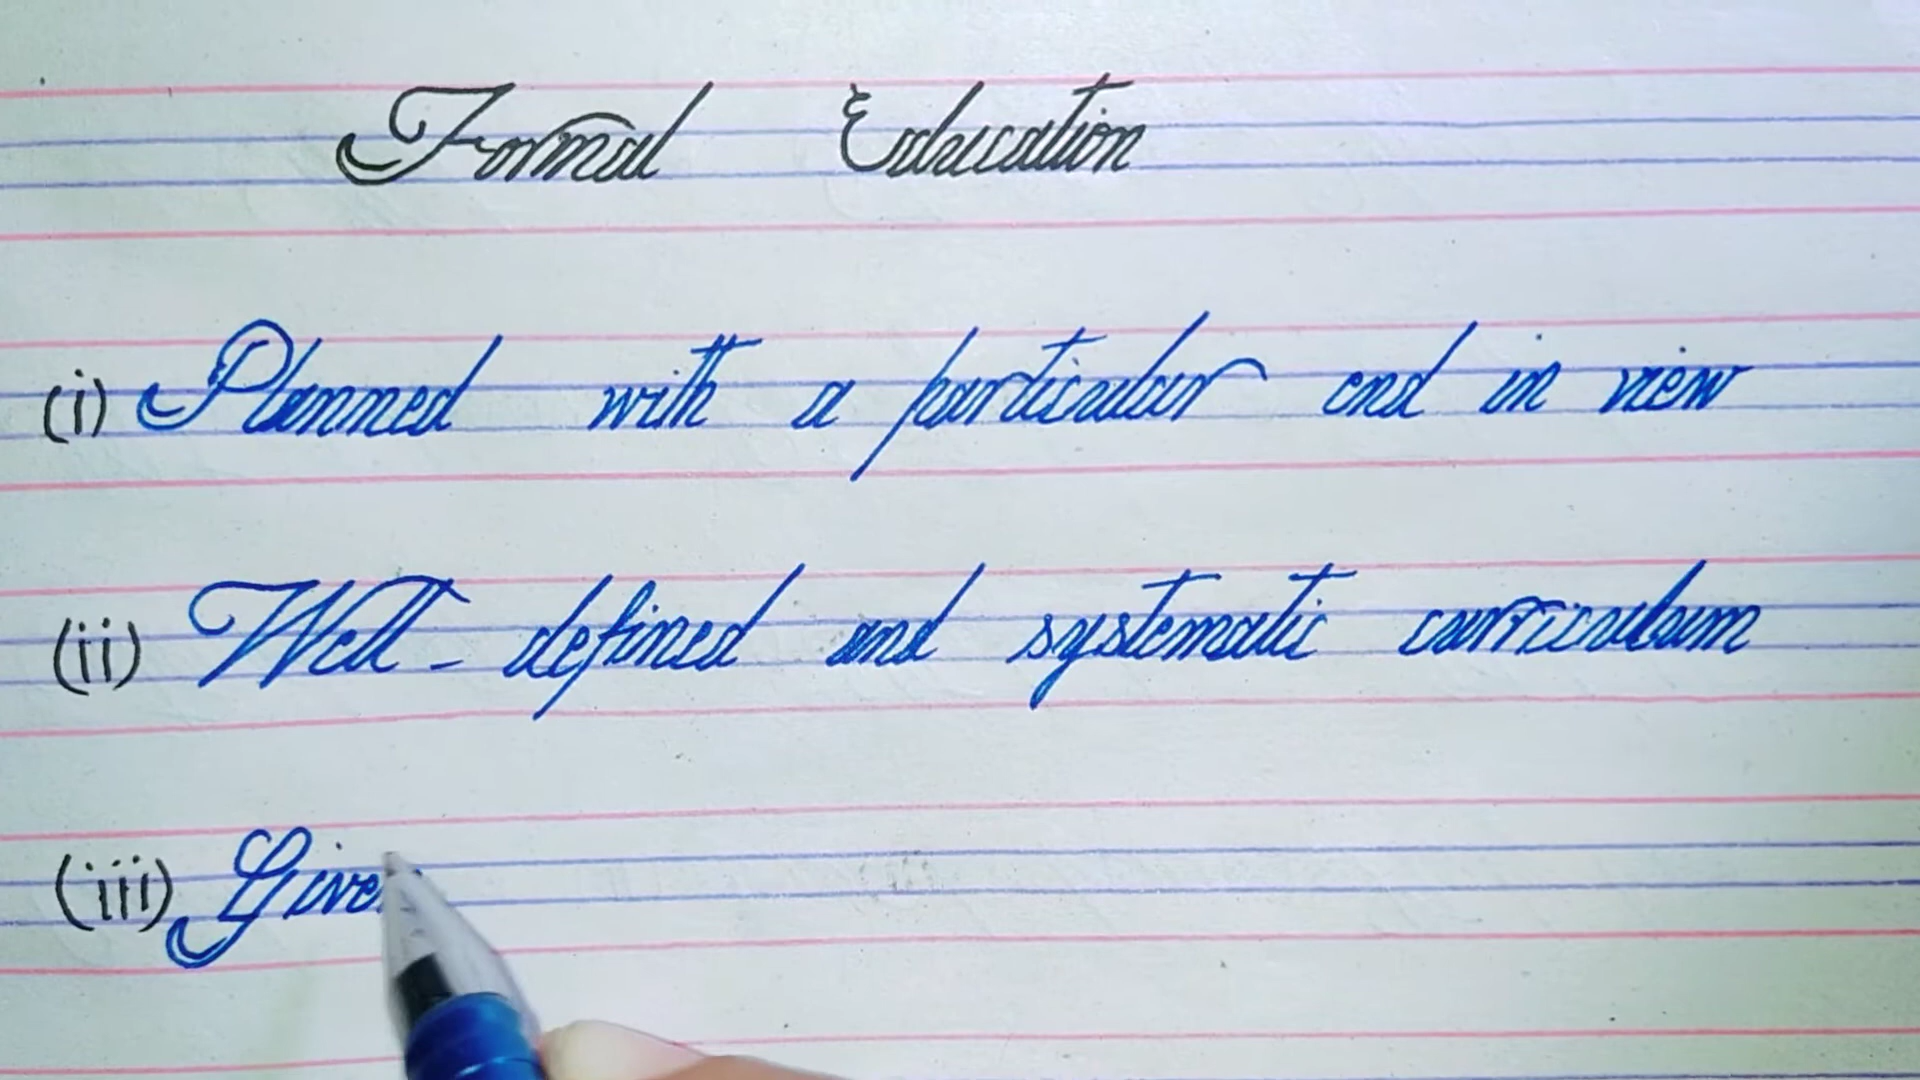 Formal Education
(i) Planned with a particular end in view
(ii) Well-defined and systematic curriculum
(iii) Give